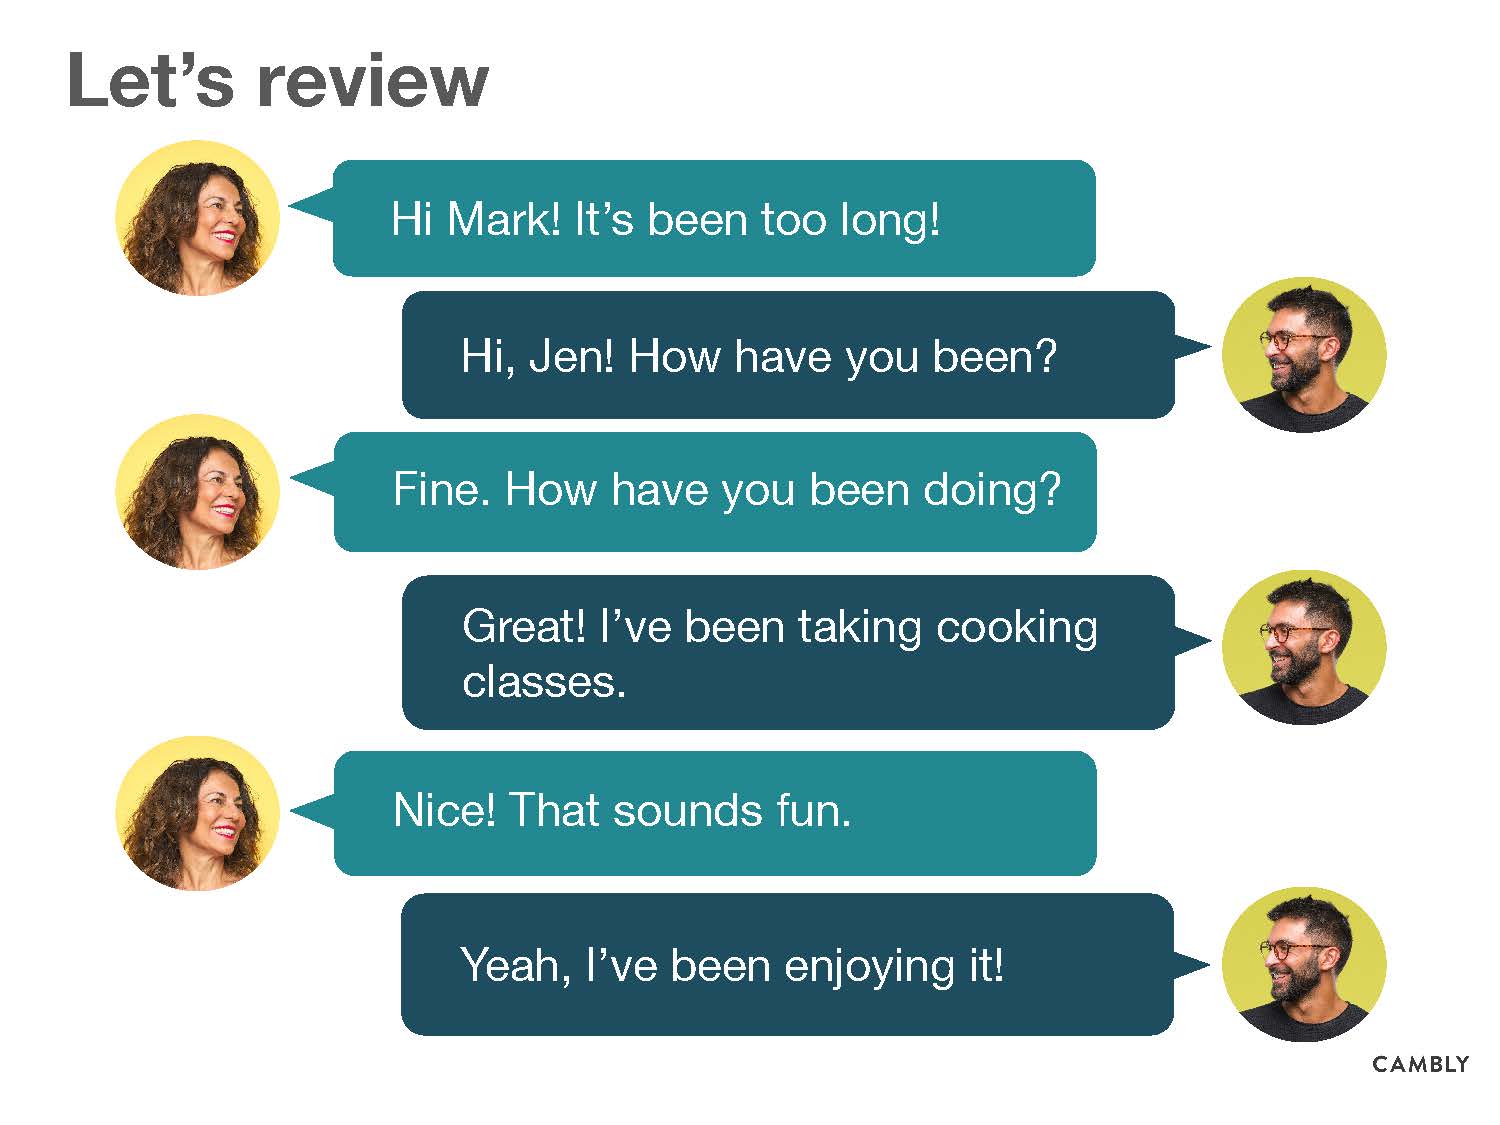 Let’s review
Hi Mark! It’s been too long!
Hi, Jen! How have you been?
Fine. How have you been doing?
Great! I’ve been taking cooking
classes.
Nice! That sounds fun.
Yeah, I’ve been enjoying it!
CAMBLY